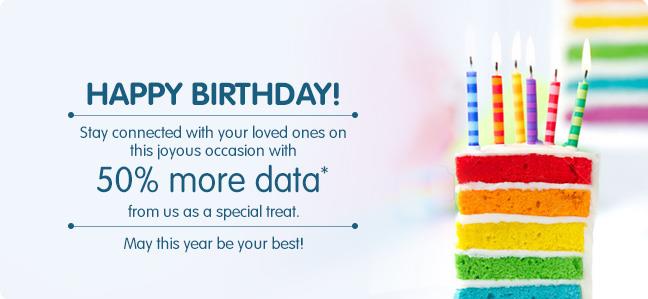 HAPPY BIRTHDAY!
Stay connected with your loved ones on
this joyous occasion with
50% more data*
from us as a special treat.
May this year be your best!